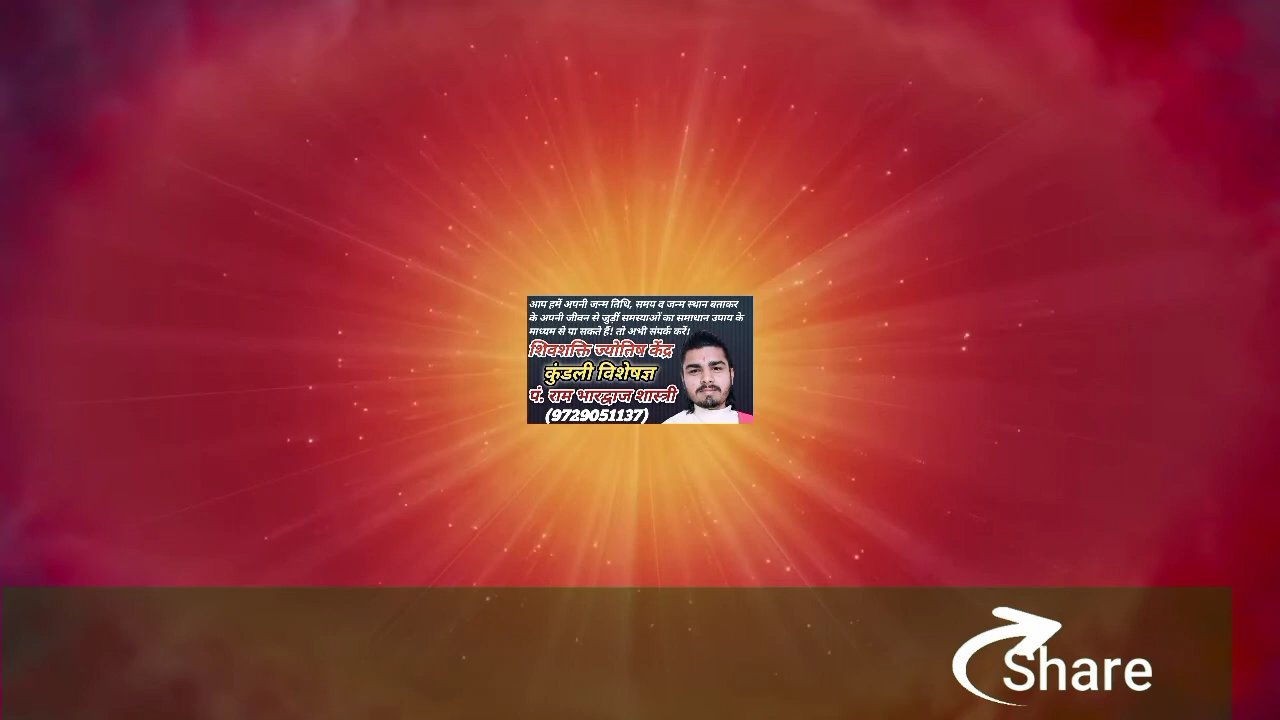 आप हमें अपनी जन्म तिथि, समय व जन्म स्थान बताकर
के अपनी जीवन से जुड़ीं समस्याओं का समाधान उपाय के
माध्यम से पा सकते हैं! तो अभी संपर्क करें।
शिवशक्ति ज्योतिष केंद्र
कुंडली विशेषज्ञ
पं. राम भारद्वाज शास्त्री
(9729051137)
Share